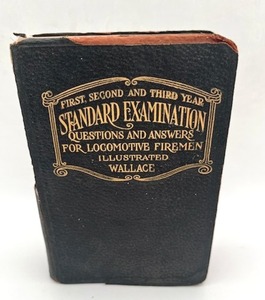 FIRST, SECOND AND THIRD YEAR
STANDARD EXAMINATION
QUESTIONS AND ANSWERS
FOR LOCOMOTIVE FIREMEN
ILLUSTRATED
WALLACE